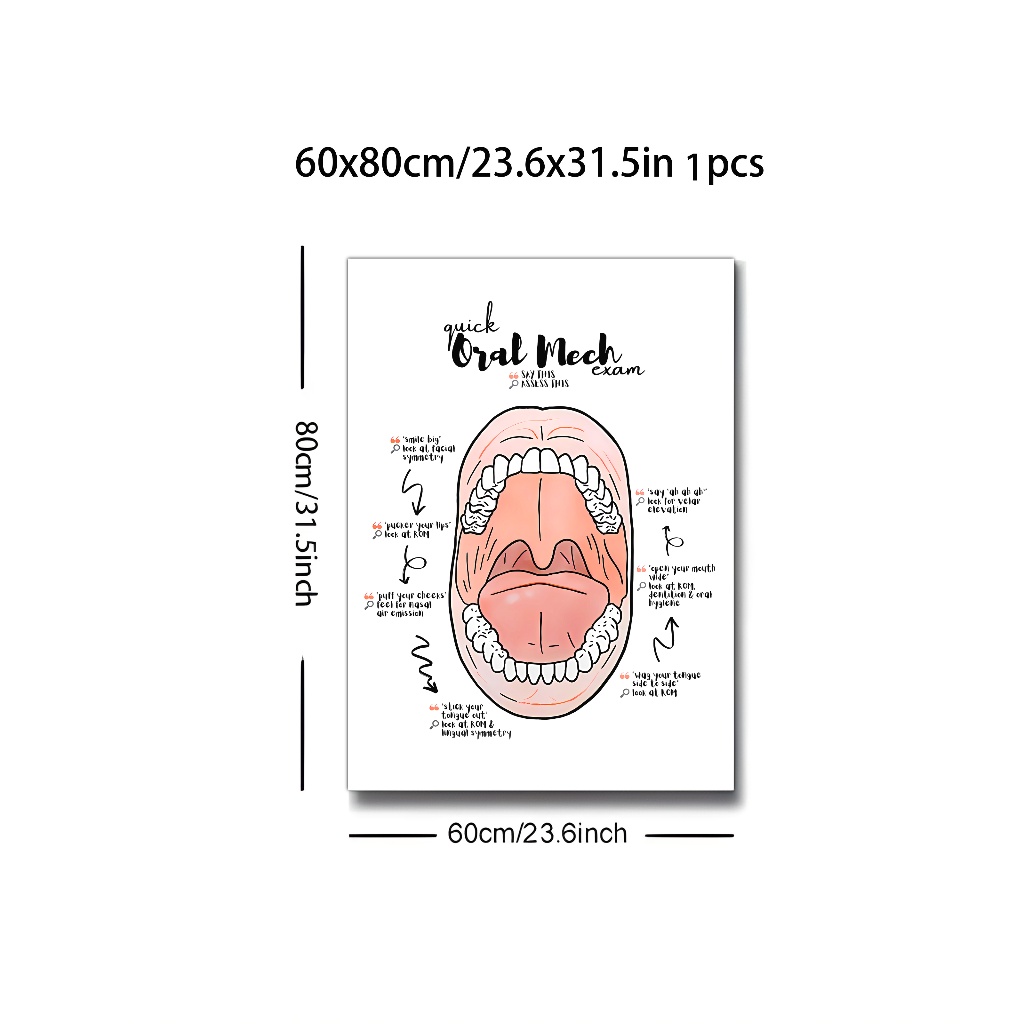 60x80cm/23.6x31.5in 1pcs
80cm/31.5inch
quick
Oral Mech
exam
SAY THIS
ASSESS THIS
"smile big"
look at facial
symmetry
"pucker your lips"
look at ROM
"puff your cheeks"
feel for nasal
air emission
"stick your
tongue out"
look at ROM &
lingual symmetry
"say 'ah ah ah'"
look for velar
elevation
"open your mouth
wide"
look at ROM,
dentition & oral
hygiene
"wag your tongue
side to side"
look at ROM
60cm/23.6inch